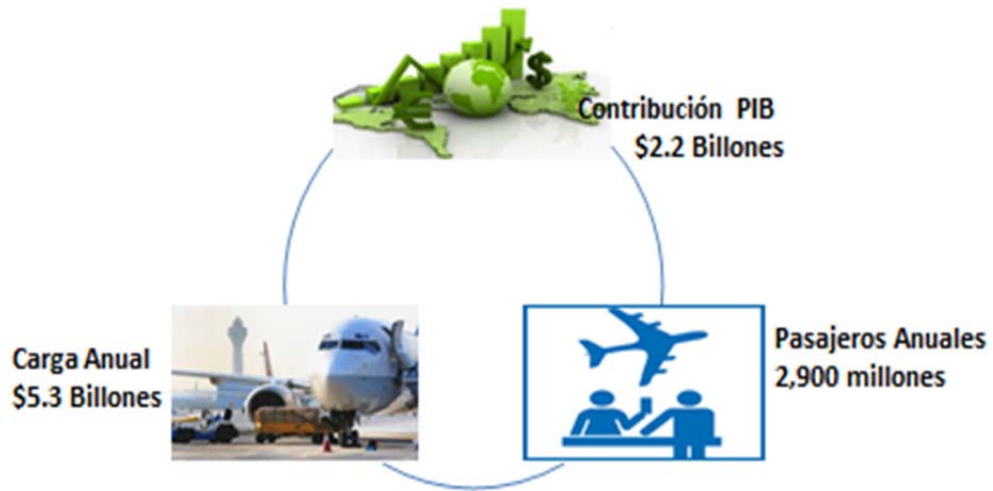 Contribución PIB
$2.2 Billones
Carga Anual
$5.3 Billones
Pasajeros Anuales
2,900 millones